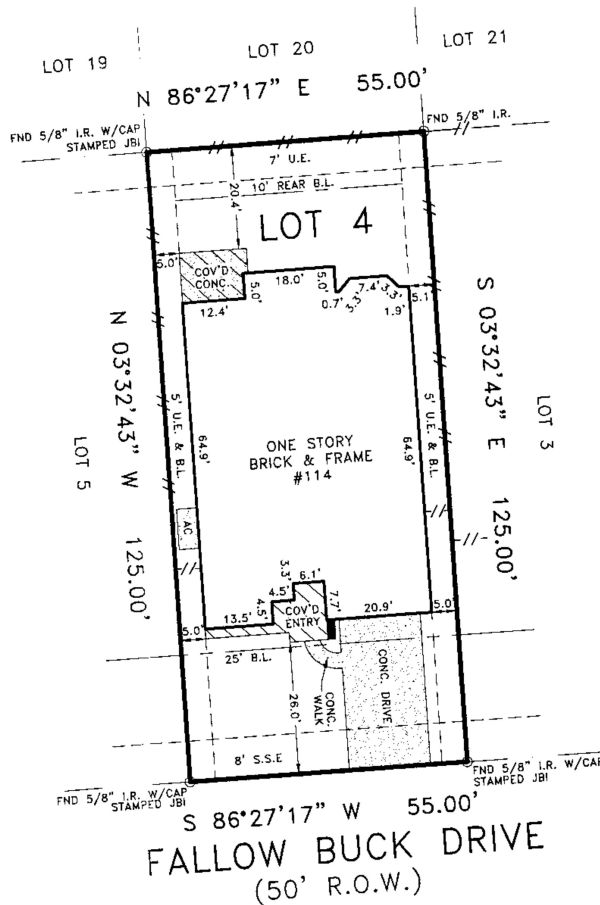 LOT 19
LOT 20
LOT 21
N 86°27'17" E 55.00'
FND 5/8" I.R. W/CAP
STAMPED JBI
FND 5/8" I.R.
7' U.E.
10' REAR B.L.
20.4'
LOT 4
5.0'
COV'D
CONC.
18.0'
5.0'
5.0'
0.7'
3.3'
7.4'
3.3'
1.9'
5.1'
12.4'
N 03°32'43" W 125.00'
S 03°32'43" E 125.00'
LOT 5
LOT 3
5' U.E. & B.L.
5' U.E. & B.L.
64.9'
64.9'
ONE STORY
BRICK & FRAME
#114
AC
6.1'
3.3'
4.5'
4.5'
7.7'
COV'D
ENTRY
13.5'
20.9'
5.0'
5.0'
25' B.L.
26.0'
CONC.
WALK
CONC. DRIVE
8' S.S.E
FND 5/8" I.R. W/CAP
STAMPED JBI
FND 5/8" I.R. W/CAP
STAMPED JBI
S 86°27'17" W 55.00'
FALLOW BUCK DRIVE
(50' R.O.W.)